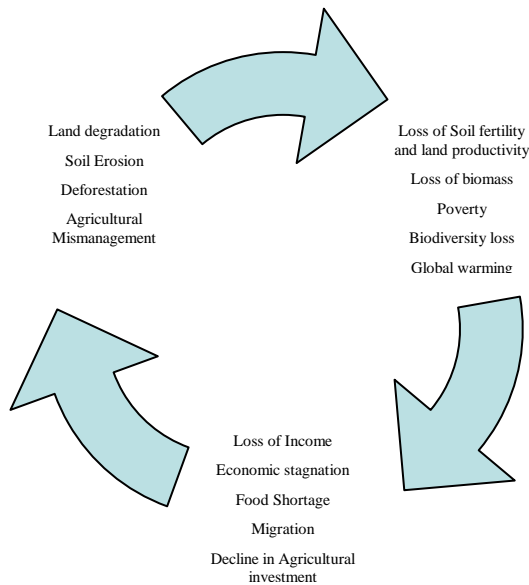 Land degradation
Soil Erosion
Deforestation
Agricultural
Mismanagement
Loss of Soil fertility
and land productivity
Loss of biomass
Poverty
Biodiversity loss
Global warming
Loss of Income
Economic stagnation
Food Shortage
Migration
Decline in Agricultural
investment